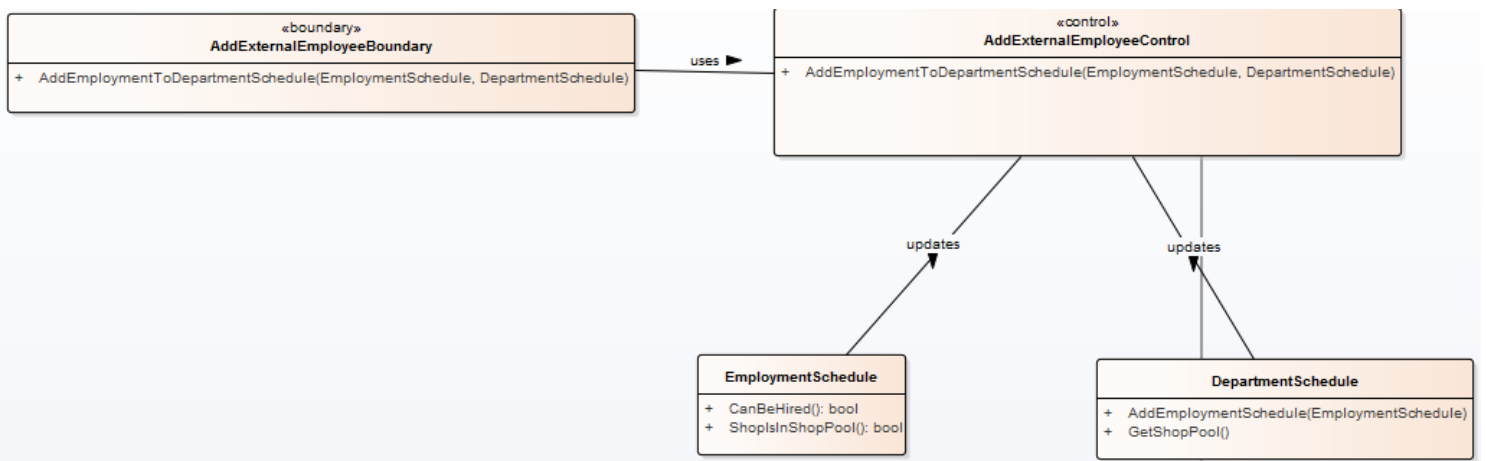 «boundary»
AddExternalEmployeeBoundary
+ AddEmploymentToDepartmentSchedule(EmploymentSchedule, DepartmentSchedule)
uses
«control»
AddExternalEmployeeControl
+ AddEmploymentToDepartmentSchedule(EmploymentSchedule, DepartmentSchedule)
updates
updates
EmploymentSchedule
+ CanBeHired(): bool
+ ShopIsInShopPool(): bool
DepartmentSchedule
+ AddEmploymentSchedule(EmploymentSchedule)
+ GetShopPool()